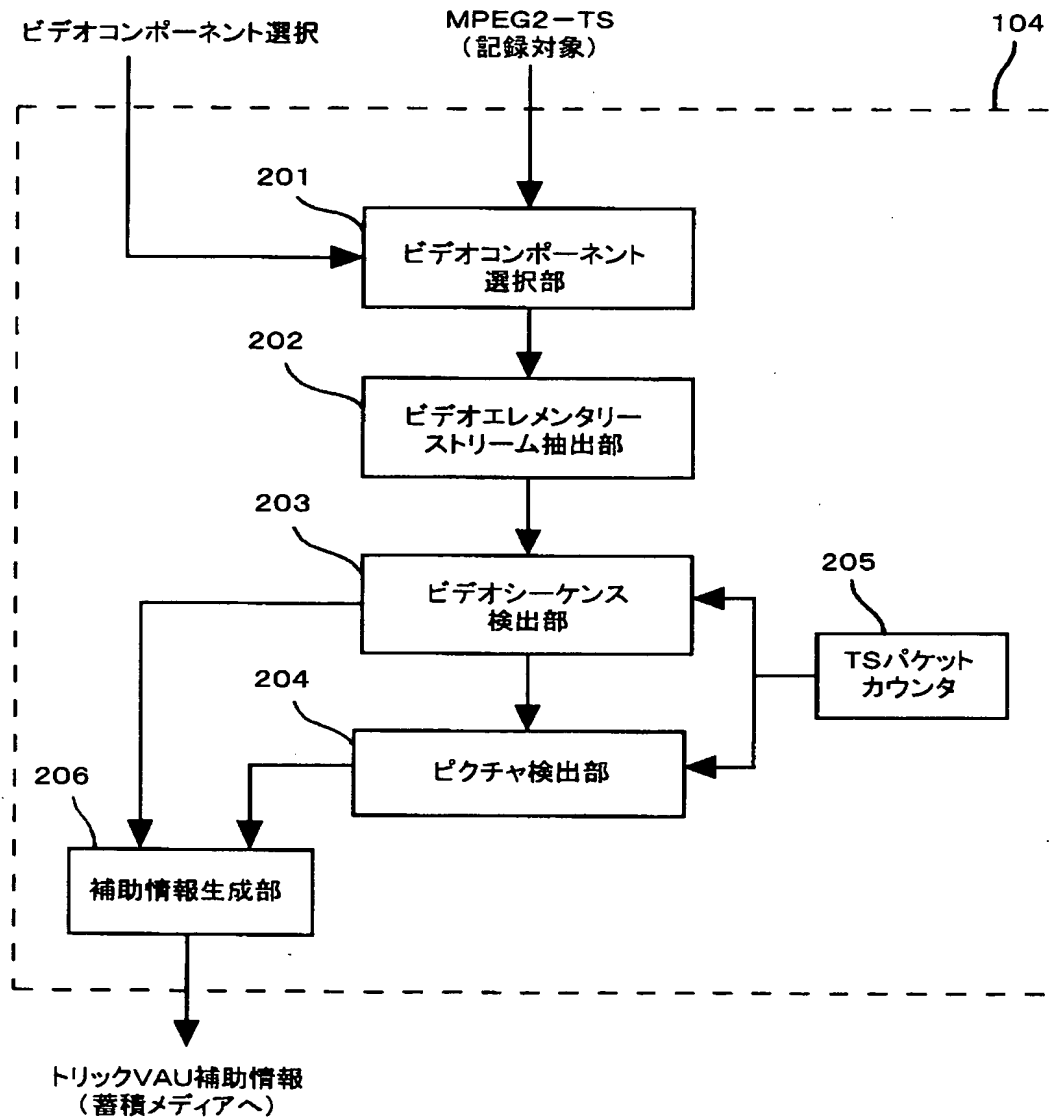 ビデオコンポーネント選択
MPEG2-TS
（記録対象）
104
201
ビデオコンポーネント
選択部
202
ビデオエレメンタリー
ストリーム抽出部
203
ビデオシーケンス
検出部
205
TSパケット
カウンタ
204
ピクチャ検出部
206
補助情報生成部
トリックVAU補助情報
（蓄積メディアへ）